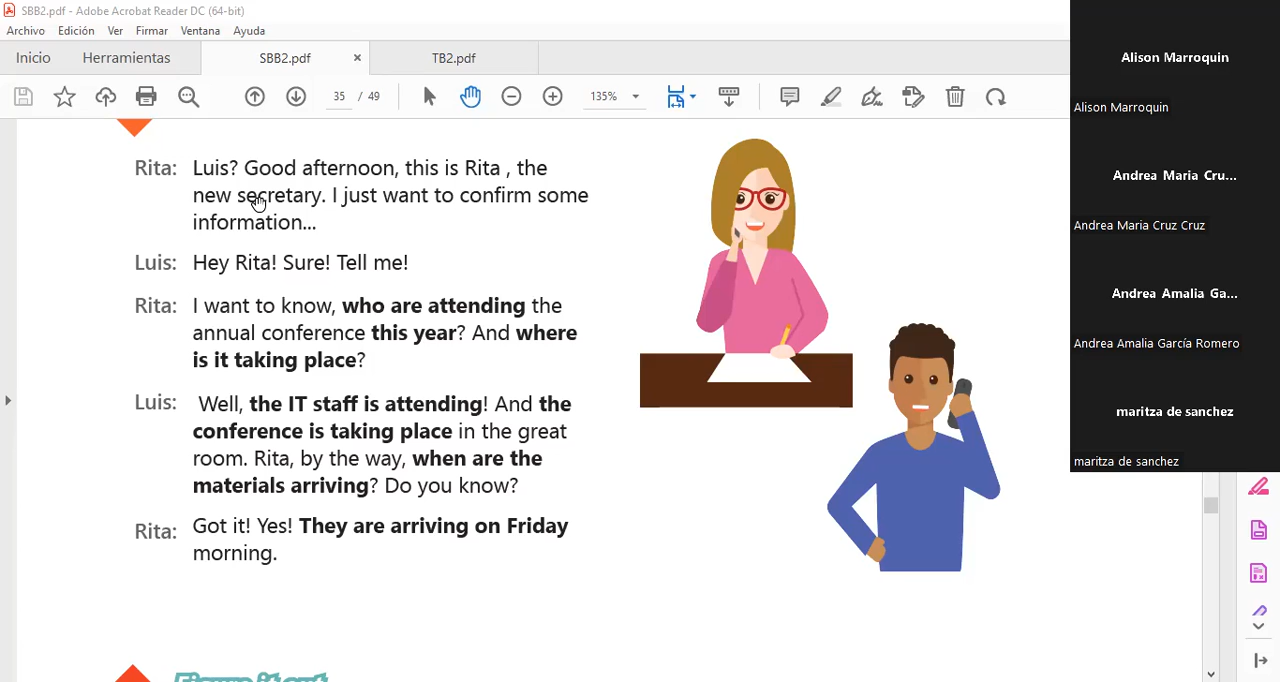 SBB2.pdf - Adobe Acrobat Reader DC (64-bit)
Archivo Edición Ver Firmar Ventana Ayuda
Inicio Herramientas SBB2.pdf × TB2.pdf
35 / 49 135%
Rita: Luis? Good afternoon, this is Rita , the
new secretary. I just want to confirm some
information...
Luis: Hey Rita! Sure! Tell me!
Rita: I want to know, who are attending the
annual conference this year? And where
is it taking place?
Luis: Well, the IT staff is attending! And the
conference is taking place in the great
room. Rita, by the way, when are the
materials arriving? Do you know?
Rita: Got it! Yes! They are arriving on Friday
morning.
Figure it out
Alison Marroquin
Alison Marroquin
Andrea Maria Cru...
Andrea Maria Cruz Cruz
Andrea Amalia Ga...
Andrea Amalia García Romero
maritza de sanchez
maritza de sanchez